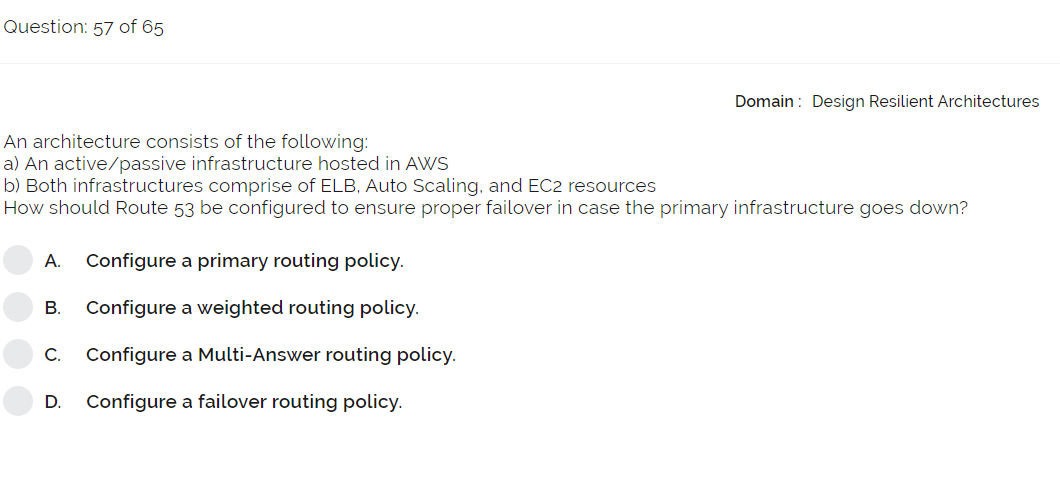 Question: 57 of 65
Domain : Design Resilient Architectures
An architecture consists of the following:
a) An active/passive infrastructure hosted in AWS
b) Both infrastructures comprise of ELB, Auto Scaling, and EC2 resources
How should Route 53 be configured to ensure proper failover in case the primary infrastructure goes down?
A. Configure a primary routing policy.
B. Configure a weighted routing policy.
C. Configure a Multi-Answer routing policy.
D. Configure a failover routing policy.